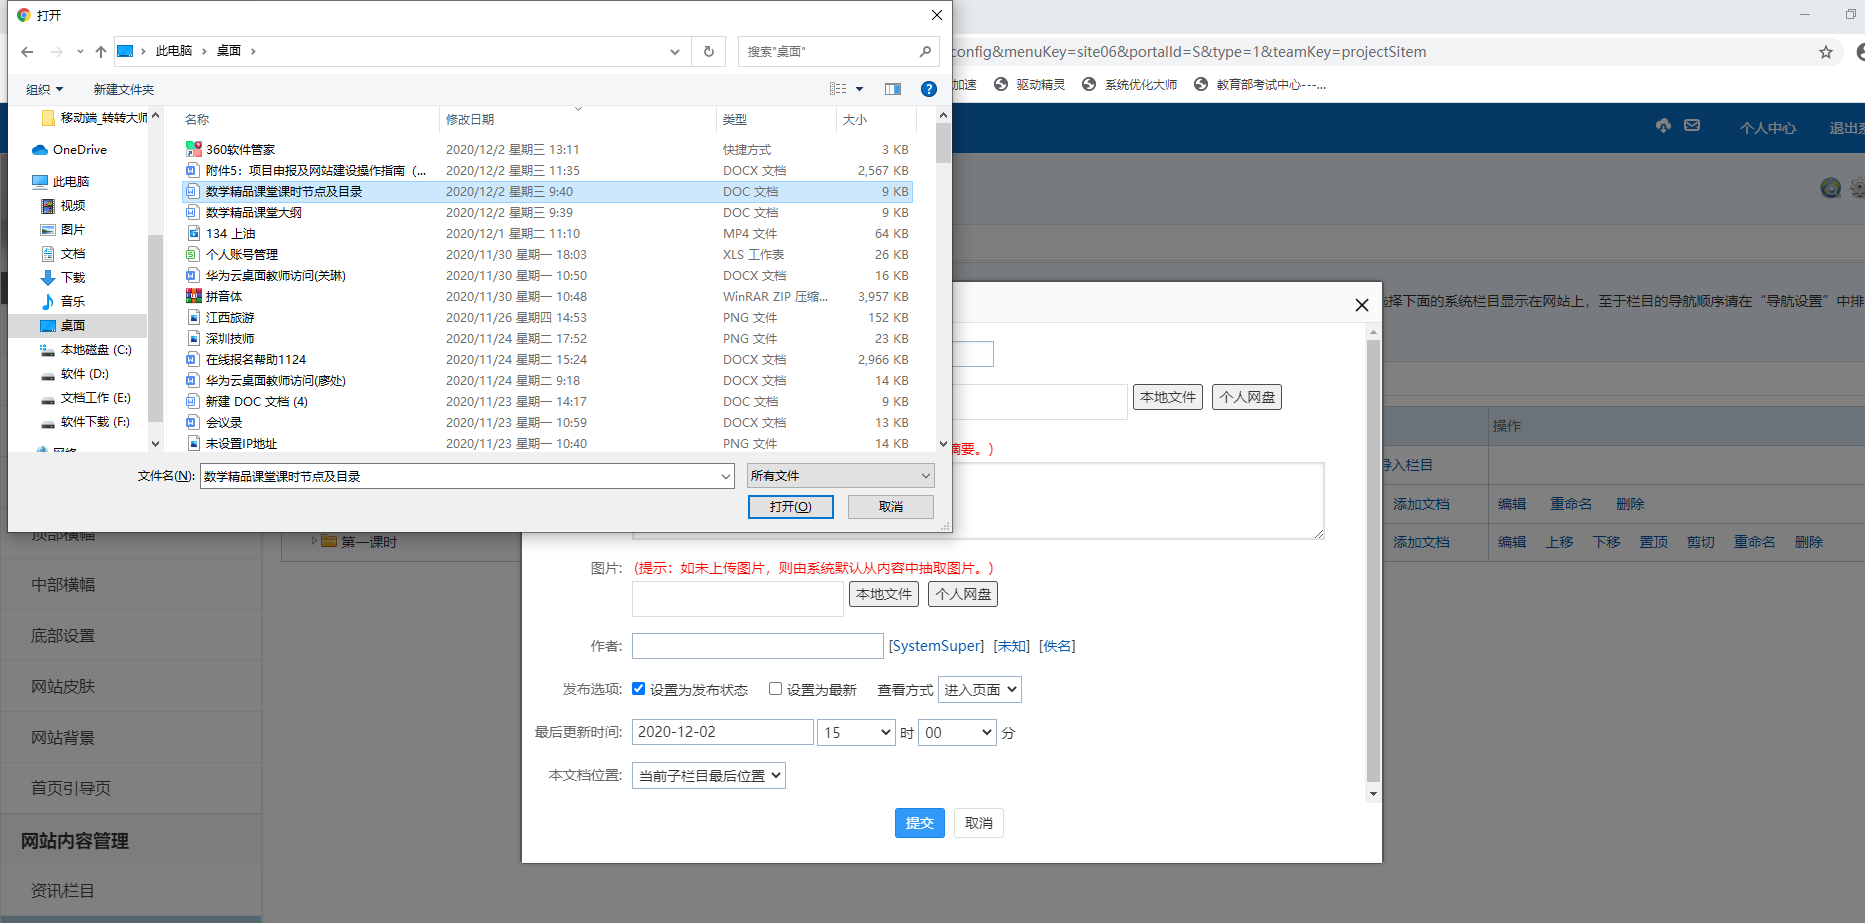 打开
此电脑 桌面 搜索"桌面"
config&menuKey=site06&portalId=S&type=1&teamKey=projectSitem
组织 新建文件夹
加速 驱动精灵 系统优化大师 教育部考试中心---...
个人中心 退出系
名称 修改日期 类型 大小
移动端_转转大师
OneDrive
此电脑
视频
图片
文档
下载
音乐
桌面
本地磁盘 (C:)
软件 (D:)
文档工作 (E:)
软件下载 (F:)
网络
360软件管家 2020/12/2 星期三 13:11 快捷方式 3 KB
附件5：项目申报及网站建设操作指南（... 2020/12/2 星期三 11:35 DOCX 文档 2,567 KB
数学精品课堂课时节点及目录 2020/12/2 星期三 9:40 DOC 文档 9 KB
数学精品课堂大纲 2020/12/2 星期三 9:39 DOC 文档 9 KB
134 上油 2020/12/1 星期二 11:10 MP4 文件 64 KB
个人账号管理 2020/11/30 星期一 18:03 XLS 工作表 26 KB
华为云桌面教师访问(关琳) 2020/11/30 星期一 10:50 DOCX 文档 16 KB
拼音体 2020/11/30 星期一 10:48 WinRAR ZIP 压缩... 3,957 KB
江西旅游 2020/11/26 星期四 14:53 PNG 文件 152 KB
深圳技师 2020/11/24 星期二 17:52 PNG 文件 23 KB
在线报名帮助1124 2020/11/24 星期二 15:24 DOCX 文档 2,966 KB
华为云桌面教师访问(廖处) 2020/11/24 星期二 9:18 DOCX 文档 14 KB
新建 DOC 文档 (4) 2020/11/23 星期一 14:17 DOC 文档 9 KB
会议录 2020/11/23 星期一 10:59 DOCX 文档 13 KB
未设置IP地址 2020/11/23 星期一 10:40 PNG 文件 14 KB
文件名(N): 数学精品课堂课时节点及目录 所有文件
打开(O) 取消
择下面的系统栏目显示在网站上，至于栏目的导航顺序请在“导航设置”中排
本地文件 个人网盘
摘要。）
操作
导入栏目
添加文档 编辑 重命名 删除
第一课时
添加文档 编辑 上移 下移 置顶 剪切 重命名 删除
图片: （提示：如未上传图片，则由系统默认从内容中抽取图片。）
本地文件 个人网盘
作者: [SystemSuper] [未知] [佚名]
发布选项: 设置为发布状态 设置为最新 查看方式 进入页面
最后更新时间: 2020-12-02 15 时 00 分
本文档位置: 当前子栏目最后位置
提交 取消
顶部横幅
中部横幅
底部设置
网站皮肤
网站背景
首页引导页
网站内容管理
资讯栏目